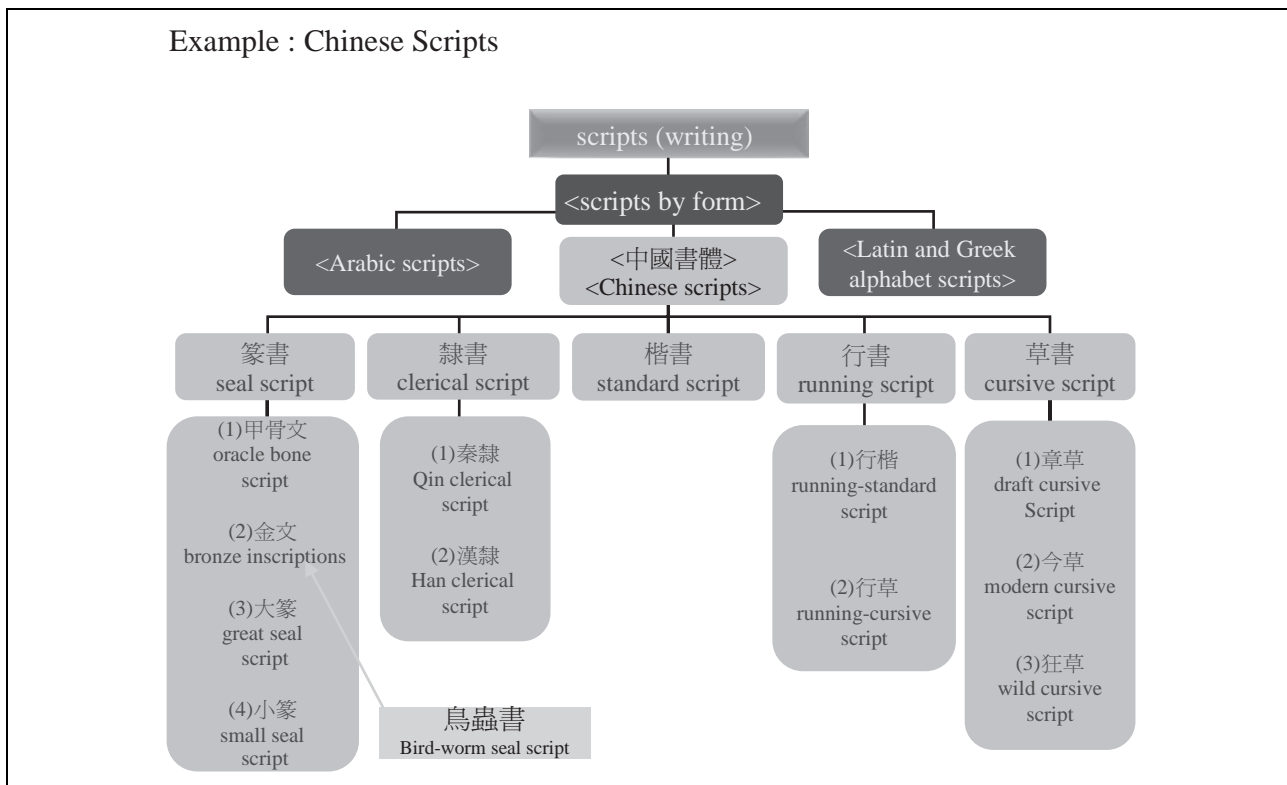 Example : Chinese Scripts
scripts (writing)
<scripts by form>
<Arabic scripts>
<中國書體>
<Chinese scripts>
<Latin and Greek
alphabet scripts>
篆書
seal script
隸書
clerical script
楷書
standard script
行書
running script
草書
cursive script
(1)甲骨文
oracle bone
script
(2)金文
bronze inscriptions
(3)大篆
great seal
script
(4)小篆
small seal
script
(1)秦隸
Qin clerical
script
(2)漢隸
Han clerical
script
(1)行楷
running-standard
script
(2)行草
running-cursive
script
(1)章草
draft cursive
Script
(2)今草
modern cursive
script
(3)狂草
wild cursive
script
鳥蟲書
Bird-worm seal script